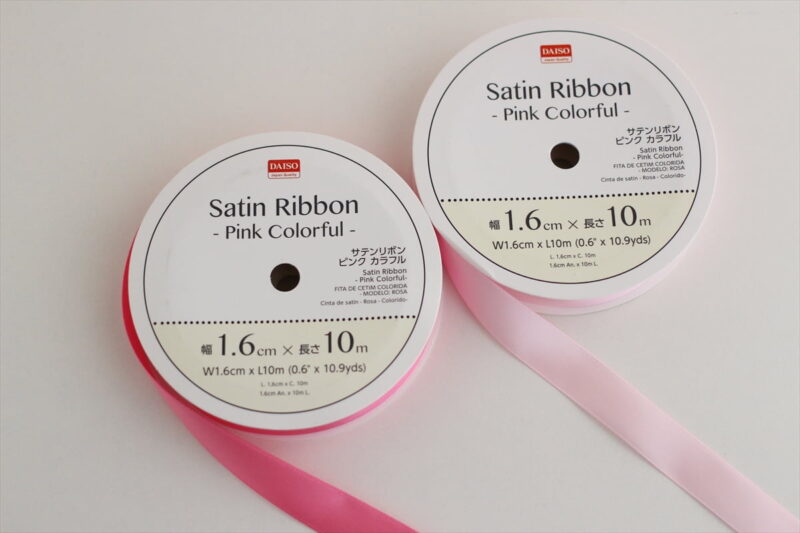 DAISO
Japan Quality
Satin Ribbon
- Pink Colorful -
サテンリボン
ピンク カラフル
Satin Ribbon
- Pink Colorful-
FITA DE CETIM COLORIDA
- MODELO: ROSA
Cinta de satín - Rosa - Colorido-
幅 1.6cm × 長さ 10m
W1.6cm x L10m (0.6" x 10.9yds)
L. 1,6cm x C. 10m
1.6cm An. x 10m L.
DAISO
Japan Quality
Satin Ribbon
- Pink Colorful -
サテンリボン
ピンク カラフル
Satin Ribbon
- Pink Colorful-
FITA DE CETIM COLORIDA
- MODELO: ROSA
Cinta de satín - Rosa - Colorido-
幅 1.6cm × 長さ 10m
W1.6cm x L10m (0.6" x 10.9yds)
L. 1,6cm x C. 10m
1.6cm An. x 10m L.